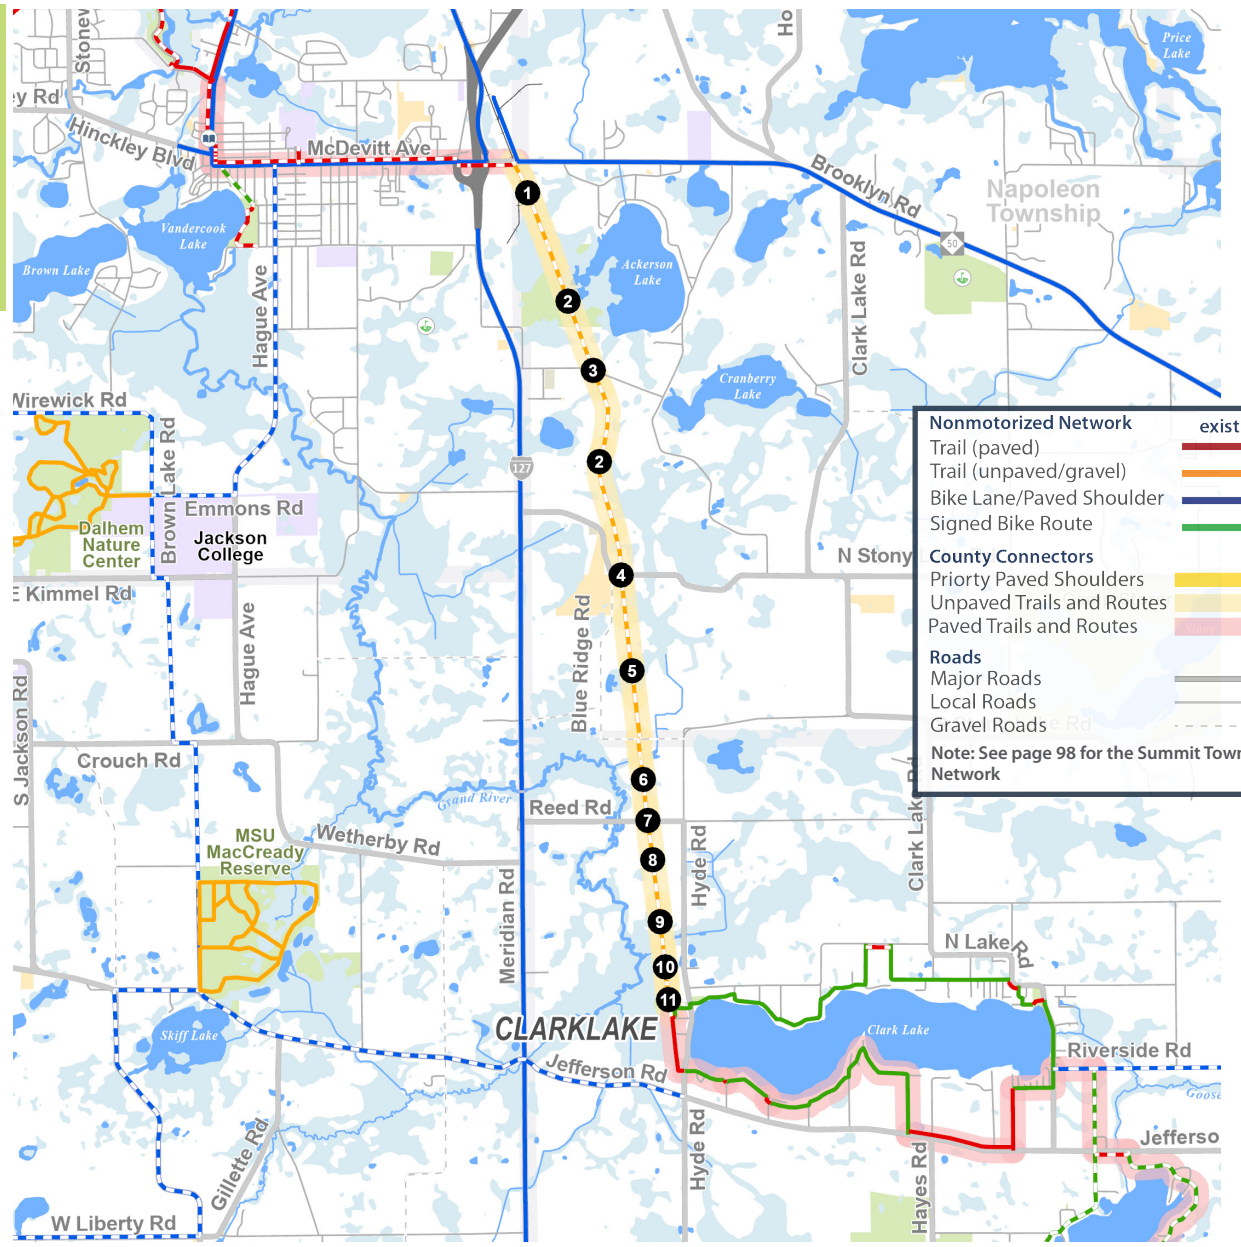 Stonev
Ho
Price
Lake
ey Rd
Hinckley Blvd
McDevitt Ave
Brooklyn Rd
Napoleon
Township
1
50
Vandercook
Lake
Brown Lake
Ackerson
Lake
Hague Ave
Clark Lake Rd
2
3
Cranberry
Lake
Wirewick Rd
Brown Lake Rd
2
127
Emmons Rd
Dalhem
Nature
Center
Jackson
College
N Stony
4
E Kimmel Rd
Hague Ave
Blue Ridge Rd
5
S Jackson Rd
Crouch Rd
6
Grand River
Reed Rd
7
Wetherby Rd
MSU
MacCready
Reserve
8
Hyde Rd
Clark Lake Rd
Meridian Rd
9
N Lake Rd
10
11
CLARKLAKE
Skiff Lake
Clark Lake
Jefferson Rd
Riverside Rd
Goose
Gillette Rd
Hyde Rd
Hayes Rd
Jefferso
W Liberty Rd
Nonmotorized Network exist
Trail (paved)
Trail (unpaved/gravel)
Bike Lane/Paved Shoulder
Signed Bike Route
County Connectors
Priorty Paved Shoulders
Unpaved Trails and Routes
Paved Trails and Routes
Roads
Major Roads
Local Roads
Gravel Roads
Note: See page 98 for the Summit Town
Network